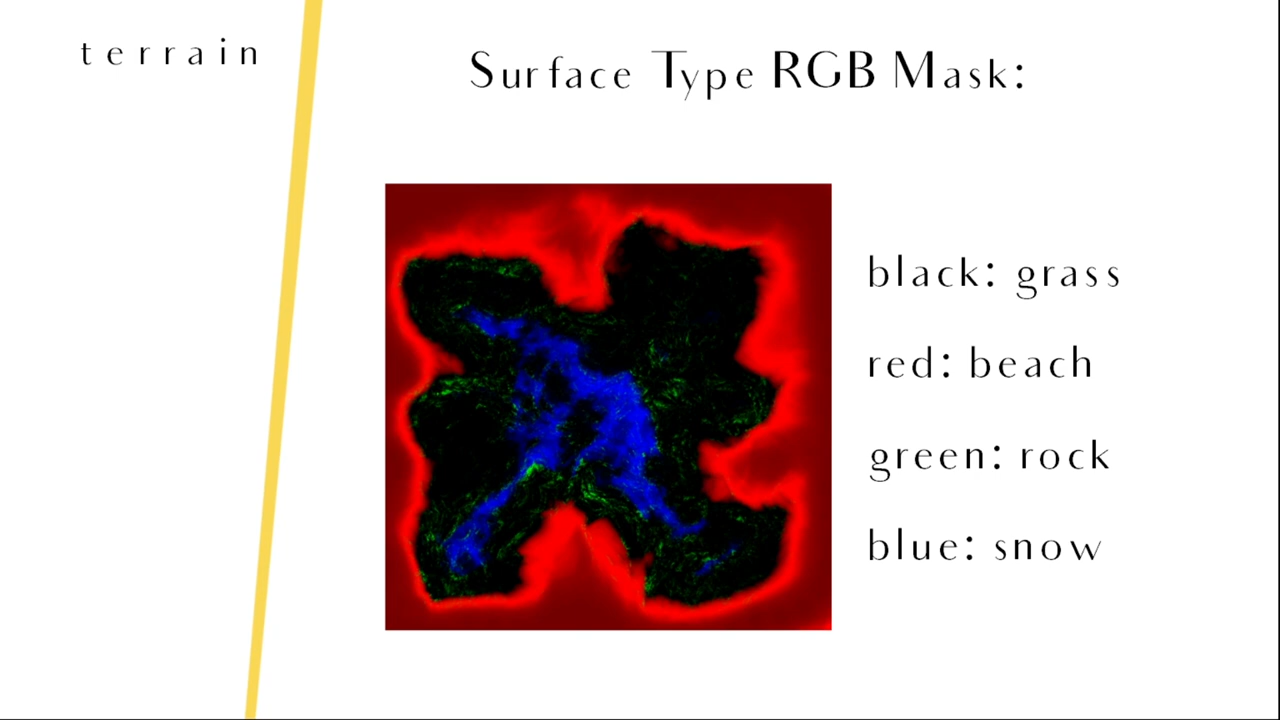 terrain
Surface Type RGB Mask:
black: grass
red: beach
green: rock
blue: snow